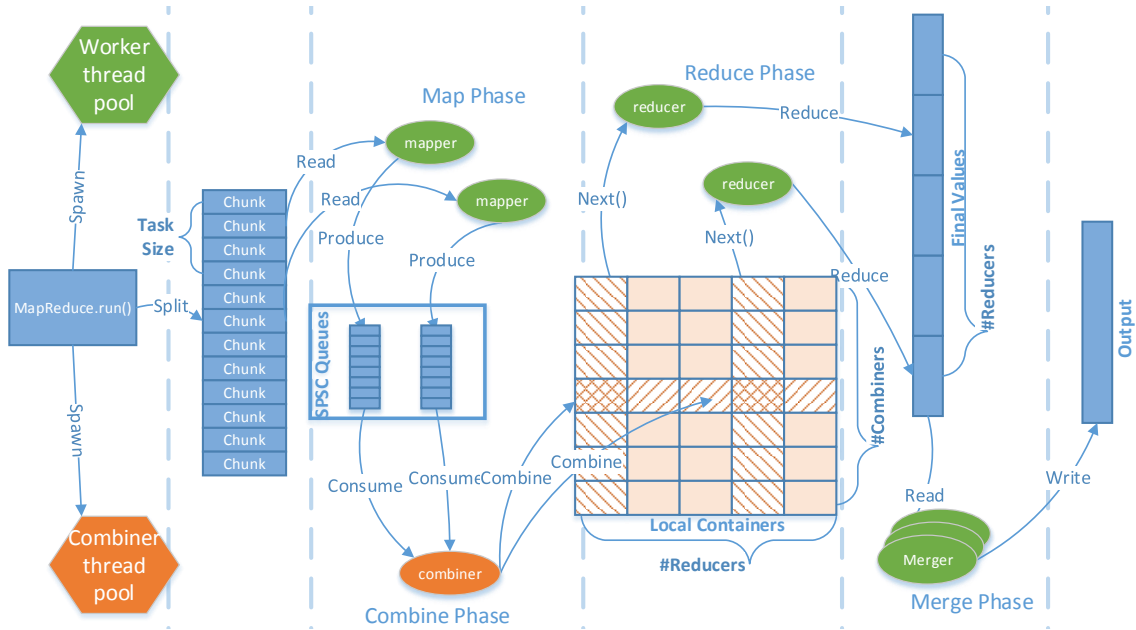 Worker
thread
pool
Spawn
MapReduce.run()
Spawn
Combiner
thread
pool
Split
Task
Size
Chunk
Chunk
Chunk
Chunk
Chunk
Chunk
Chunk
Chunk
Chunk
Chunk
Chunk
Chunk
Map Phase
Read
mapper
Read
mapper
Produce
Produce
SPSC Queues
Consume
Consume
combiner
Combine Phase
Combine
Combine
Reduce Phase
reducer
Reduce
reducer
Next()
Next()
Reduce
#Combiners
Local Containers
#Reducers
Final Values
#Reducers
Read
Merger
Merge Phase
Write
Output